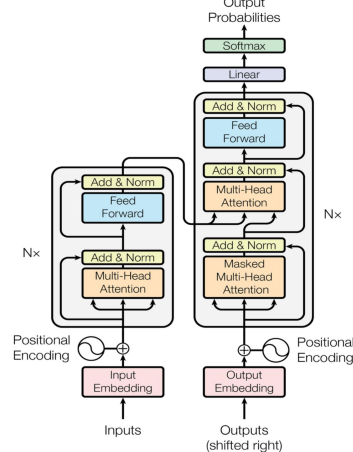 Output
Probabilities
Softmax
Linear
Add & Norm
Feed
Forward
Add & Norm
Multi-Head
Attention
Add & Norm
Masked
Multi-Head
Attention
N×
Add & Norm
Feed
Forward
Add & Norm
Multi-Head
Attention
N×
Positional
Encoding
Positional
Encoding
Input
Embedding
Output
Embedding
Inputs
Outputs
(shifted right)